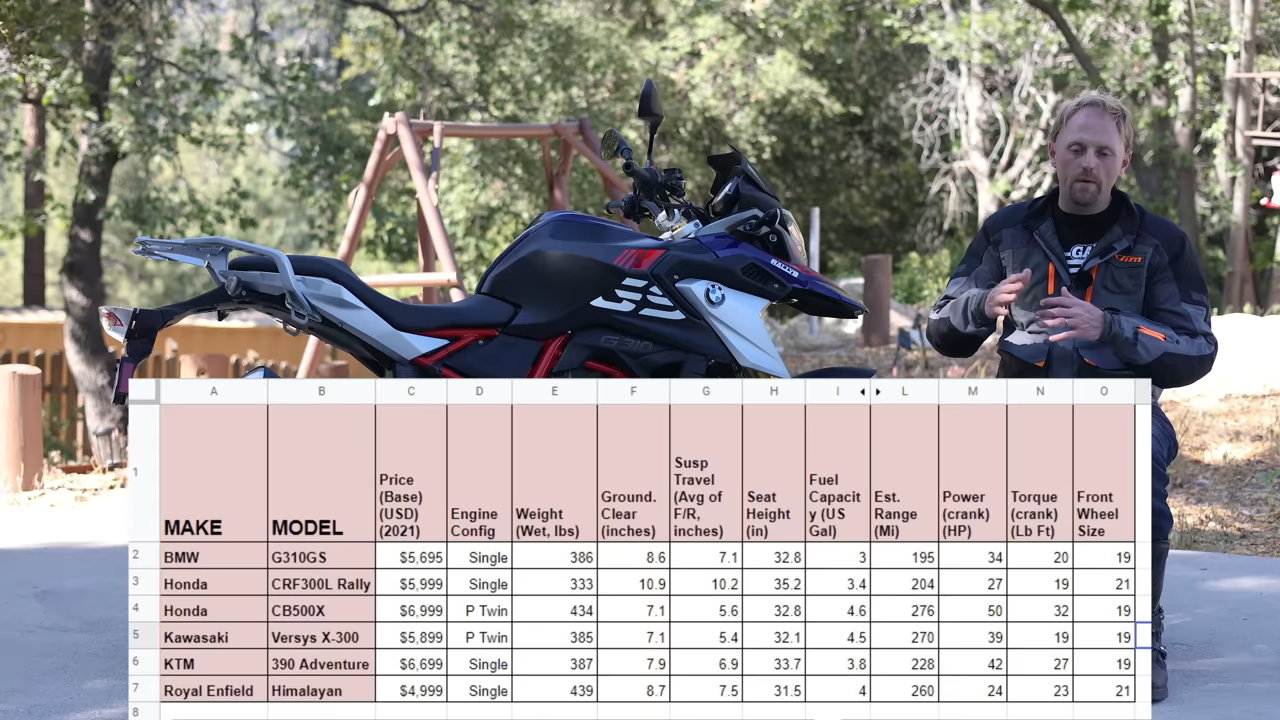 RALLYE
GS
G 310
GA
klim
A B C D E F G H I L M N O
1
MAKE
MODEL
Price
(Base)
(USD)
(2021)
Engine
Config
Weight
(Wet, lbs)
Ground.
Clear
(inches)
Susp
Travel
(Avg of
F/R,
inches)
Seat
Height
(in)
Fuel
Capacit
y (US
Gal)
Est.
Range
(Mi)
Power
(crank)
(HP)
Torque
(crank)
(Lb Ft)
Front
Wheel
Size
2 BMW G310GS $5,695 Single 386 8.6 7.1 32.8 3 195 34 20 19
3 Honda CRF300L Rally $5,999 Single 333 10.9 10.2 35.2 3.4 204 27 19 21
4 Honda CB500X $6,999 P Twin 434 7.1 5.6 32.8 4.6 276 50 32 19
5 Kawasaki Versys X-300 $5,899 P Twin 385 7.1 5.4 32.1 4.5 270 39 19 19
6 KTM 390 Adventure $6,699 Single 387 7.9 6.9 33.7 3.8 228 42 27 19
7 Royal Enfield Himalayan $4,999 Single 439 8.7 7.5 31.5 4 260 24 23 21
8